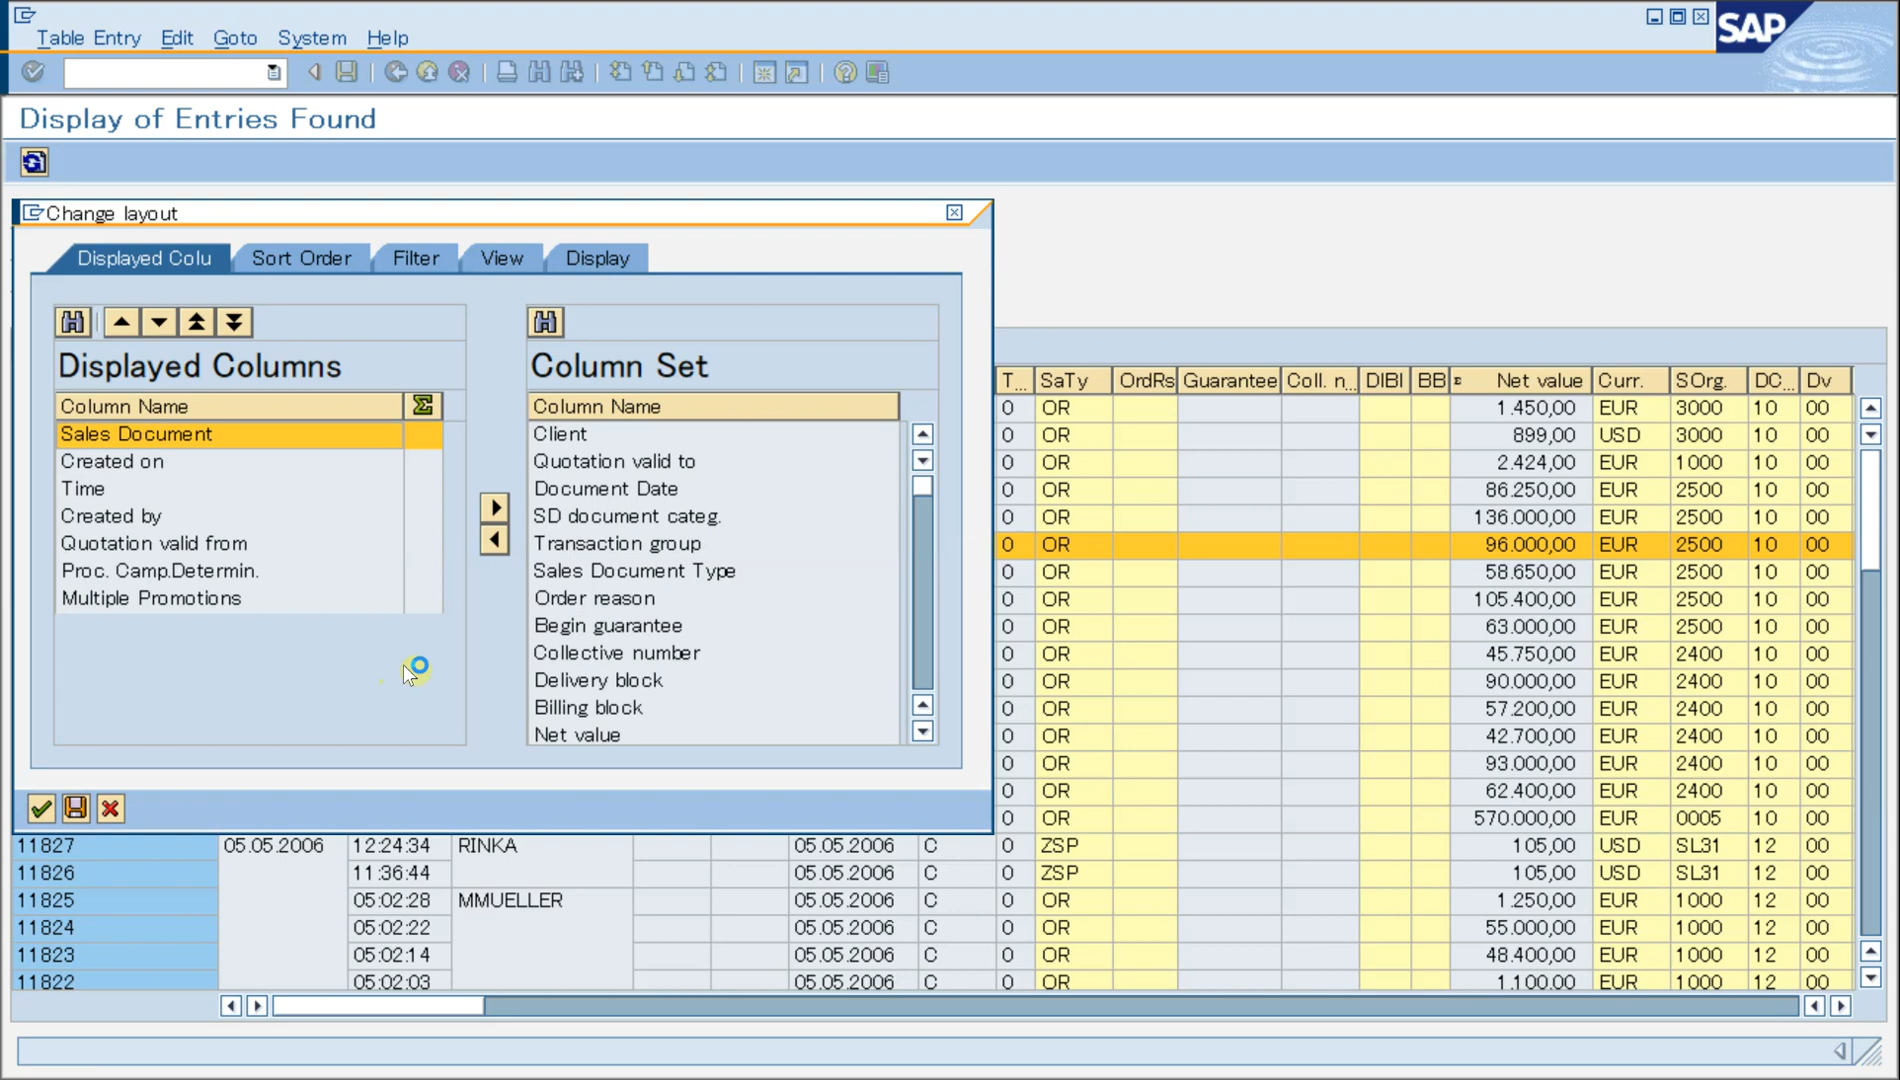 Table Entry Edit Goto System Help
SAP
Display of Entries Found
Change layout
Displayed Colu Sort Order Filter View Display
Displayed Columns
Column Name
Sales Document
Created on
Time
Created by
Quotation valid from
Proc. Camp.Determin.
Multiple Promotions
Column Set
Column Name
Client
Quotation valid to
Document Date
SD document categ.
Transaction group
Sales Document Type
Order reason
Begin guarantee
Collective number
Delivery block
Billing block
Net value
T... SaTy OrdRs Guarantee Coll. n... DlBl BB Σ Net value Curr. SOrg. DC... Dv
0 OR 1.450,00 EUR 3000 10 00
0 OR 899,00 USD 3000 10 00
0 OR 2.424,00 EUR 1000 10 00
0 OR 86.250,00 EUR 2500 10 00
0 OR 136.000,00 EUR 2500 10 00
0 OR 96.000,00 EUR 2500 10 00
0 OR 58.650,00 EUR 2500 10 00
0 OR 105.400,00 EUR 2500 10 00
0 OR 63.000,00 EUR 2500 10 00
0 OR 45.750,00 EUR 2400 10 00
0 OR 90.000,00 EUR 2400 10 00
0 OR 57.200,00 EUR 2400 10 00
0 OR 42.700,00 EUR 2400 10 00
0 OR 93.000,00 EUR 2400 10 00
0 OR 62.400,00 EUR 2400 10 00
0 OR 570.000,00 EUR 0005 10 00
11827 05.05.2006 12:24:34 RINKA 05.05.2006 C 0 ZSP 105,00 USD SL31 12 00
11826 11:36:44 05.05.2006 C 0 ZSP 105,00 USD SL31 12 00
11825 05:02:28 MMUELLER 05.05.2006 C 0 OR 1.250,00 EUR 1000 12 00
11824 05:02:22 05.05.2006 C 0 OR 55.000,00 EUR 1000 12 00
11823 05:02:14 05.05.2006 C 0 OR 48.400,00 EUR 1000 12 00
11822 05:02:03 05.05.2006 C 0 OR 1.100,00 EUR 1000 12 00